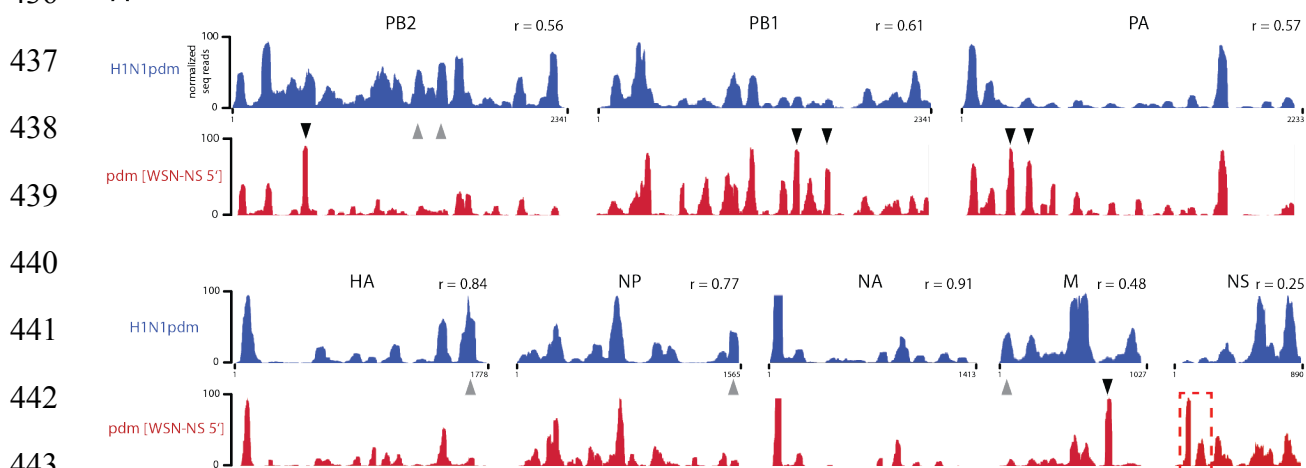 PB2 r = 0.56 PB1 r = 0.61 PA r = 0.57
437
H1N1pdm
normalized
seq reads
100
0
1 2341 1 2341 1 2233
438
439
pdm [WSN-NS 5']
100
0
440
HA r = 0.84 NP r = 0.77 NA r = 0.91 M r = 0.48 NS r = 0.25
441
H1N1pdm
100
0
1 1778 1 1565 1 1413 1 1027 1 890
442
pdm [WSN-NS 5']
100
0